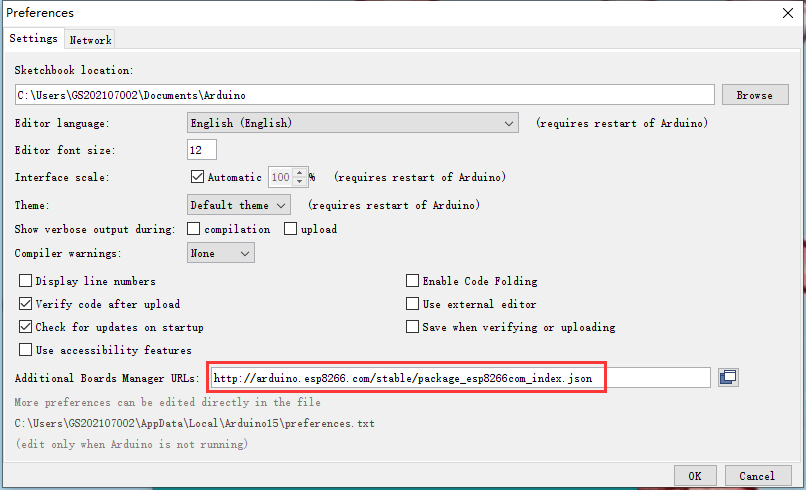 Preferences
Settings Network
Sketchbook location:
C:\Users\GS202107002\Documents\Arduino Browse
Editor language: English (English) (requires restart of Arduino)
Editor font size: 12
Interface scale: Automatic 100 % (requires restart of Arduino)
Theme: Default theme (requires restart of Arduino)
Show verbose output during: compilation upload
Compiler warnings: None
Display line numbers Enable Code Folding
Verify code after upload Use external editor
Check for updates on startup Save when verifying or uploading
Use accessibility features
Additional Boards Manager URLs: http://arduino.esp8266.com/stable/package_esp8266com_index.json
More preferences can be edited directly in the file
C:\Users\GS202107002\AppData\Local\Arduino15\preferences.txt
(edit only when Arduino is not running)
OK Cancel